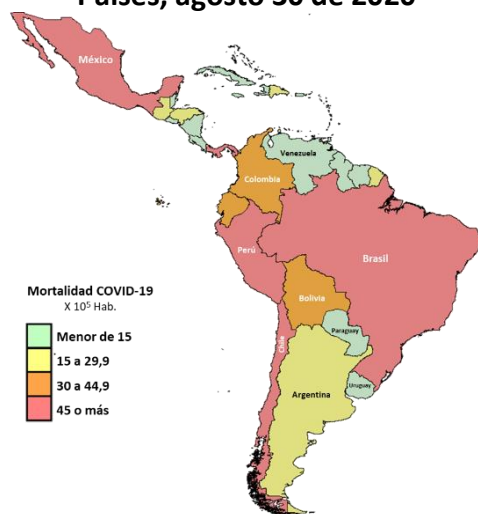 Países, agosto 30 de 2020
México
Venezuela
Colombia
Perú
Brasil
Bolivia
Paraguay
Chile
Uruguay
Argentina
Mortalidad COVID-19
X 10⁵ Hab.
Menor de 15
15 a 29,9
30 a 44,9
45 o más